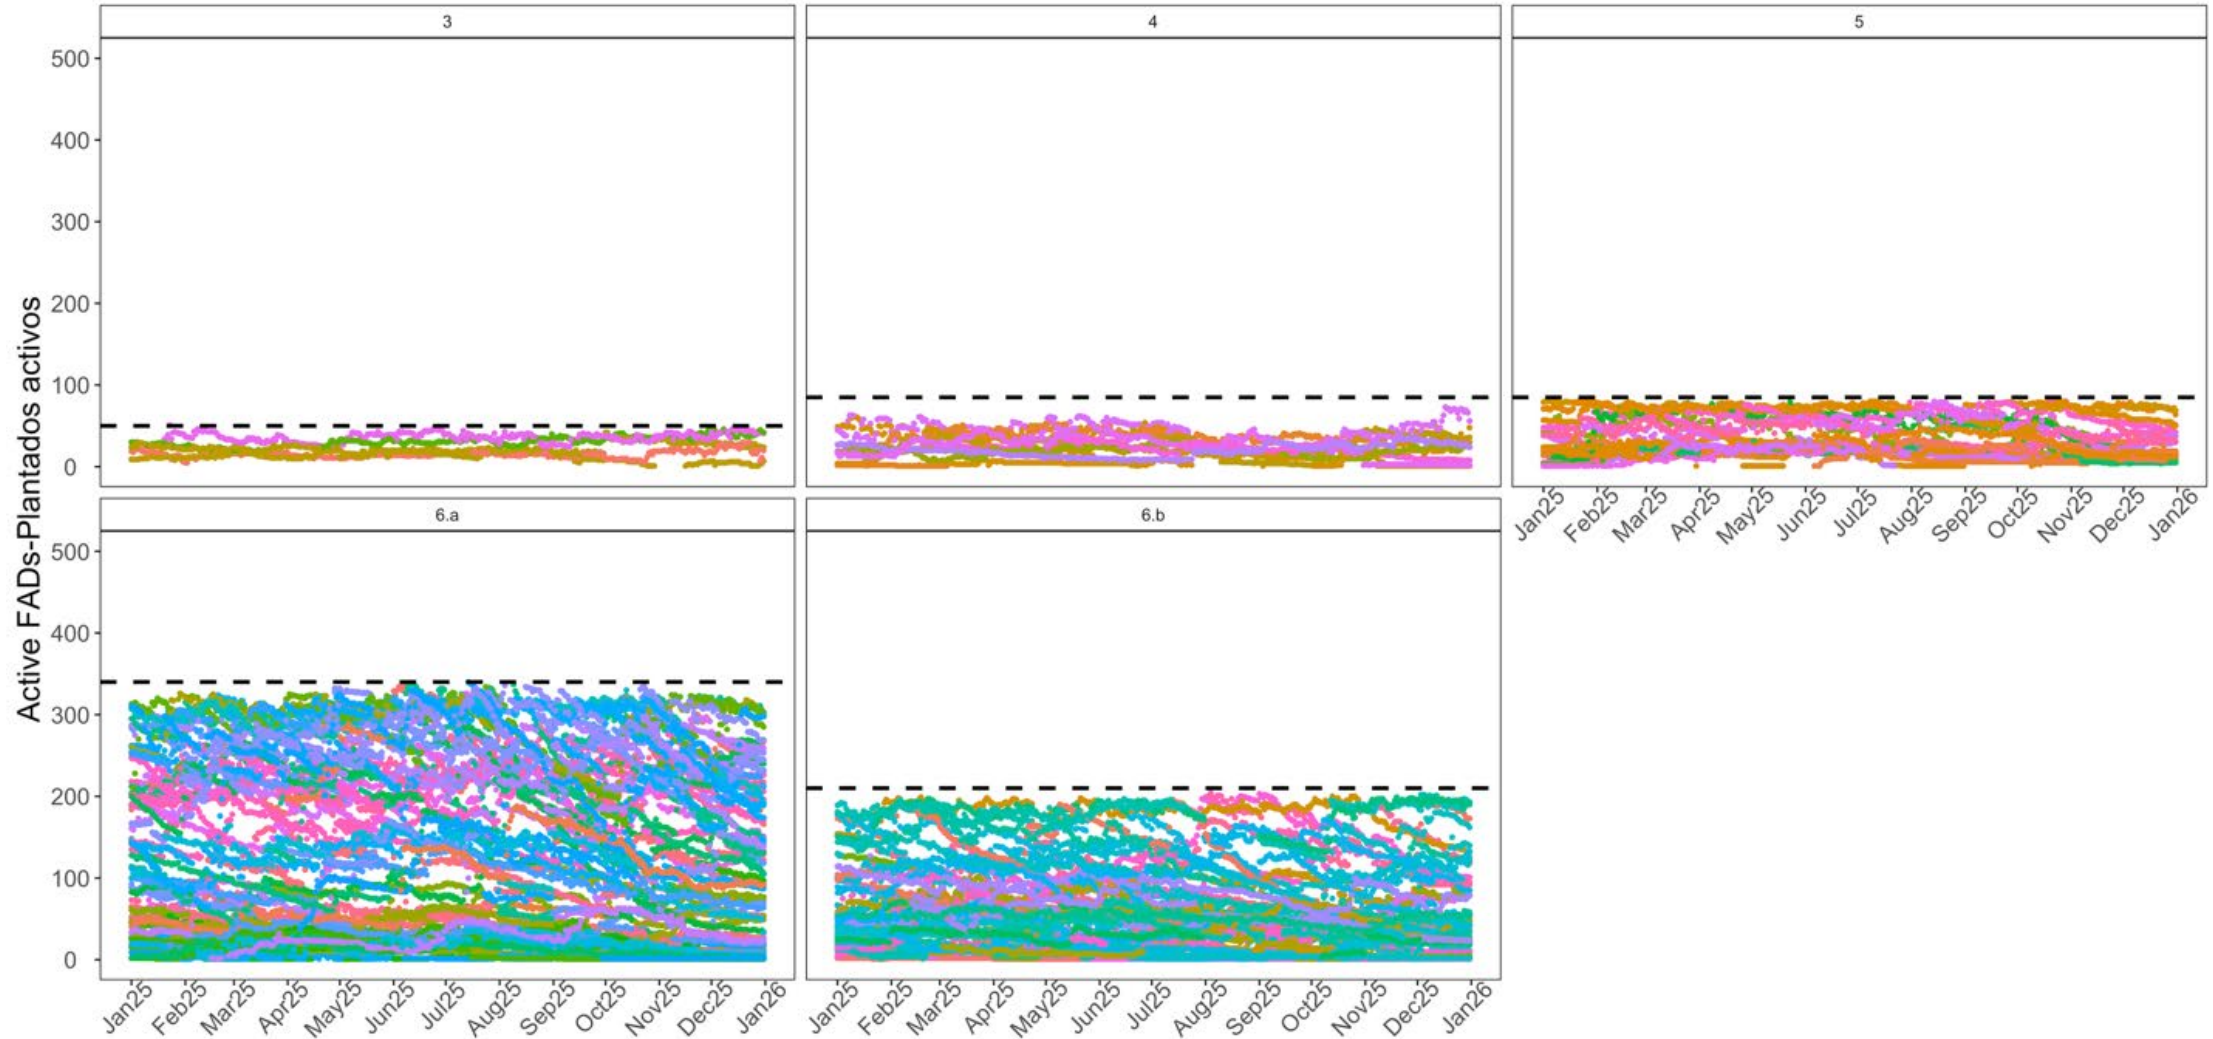 3
4
5
500
400
300
200
100
0
Active FADs-Plantados activos
Jan25 Feb25 Mar25 Apr25 May25 Jun25 Jul25 Aug25 Sep25 Oct25 Nov25 Dec25 Jan26
6.a
6.b
500
400
300
200
100
0
Jan25 Feb25 Mar25 Apr25 May25 Jun25 Jul25 Aug25 Sep25 Oct25 Nov25 Dec25 Jan26
Jan25 Feb25 Mar25 Apr25 May25 Jun25 Jul25 Aug25 Sep25 Oct25 Nov25 Dec25 Jan26